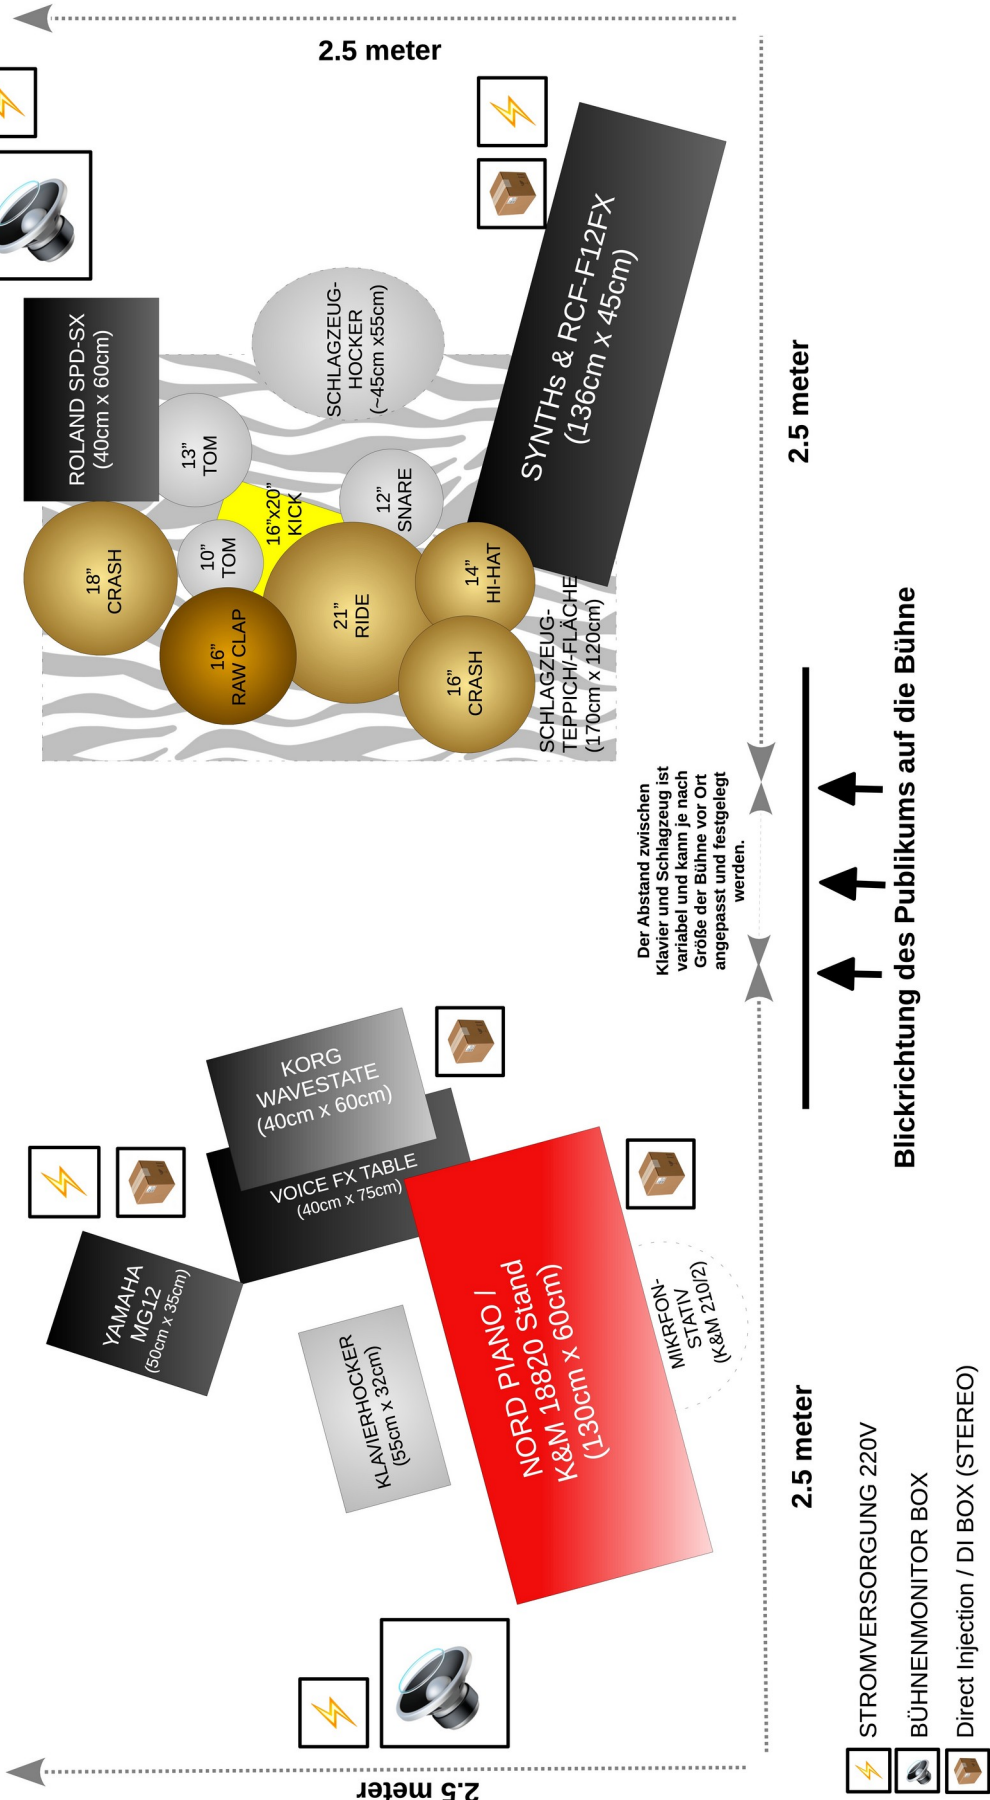 2.5 meter
ROLAND SPD-SX
(40cm x 60cm)
18”
CRASH
13”
TOM
10”
TOM
16”x20”
KICK
16”
RAW CLAP
21”
RIDE
12”
SNARE
14”
HI-HAT
16”
CRASH
SCHLAGZEUG-
HOCKER
(~45cm x55cm)
SYNTHs & RCF-F12FX
(136cm x 45cm)
SCHLAGZEUG-
TEPPICH/-FLÄCHE
(170cm x 120cm)
2.5 meter
Der Abstand zwischen
Klavier und Schlagzeug ist
variabel und kann je nach
Größe der Bühne vor Ort
angepasst und festgelegt
werden.
Blickrichtung des Publikums auf die Bühne
KORG
WAVESTATE
(40cm x 60cm)
VOICE FX TABLE
(40cm x 75cm)
YAMAHA
MG12
(50cm x 35cm)
KLAVIERHOCKER
(55cm x 32cm)
NORD PIANO /
K&M 18820 Stand
(130cm x 60cm)
MIKRFON-
STATIV
(K&M 210/2)
2.5 meter
2.5 meter
STROMVERSORGUNG 220V
BÜHNENMONITOR BOX
Direct Injection / DI BOX (STEREO)